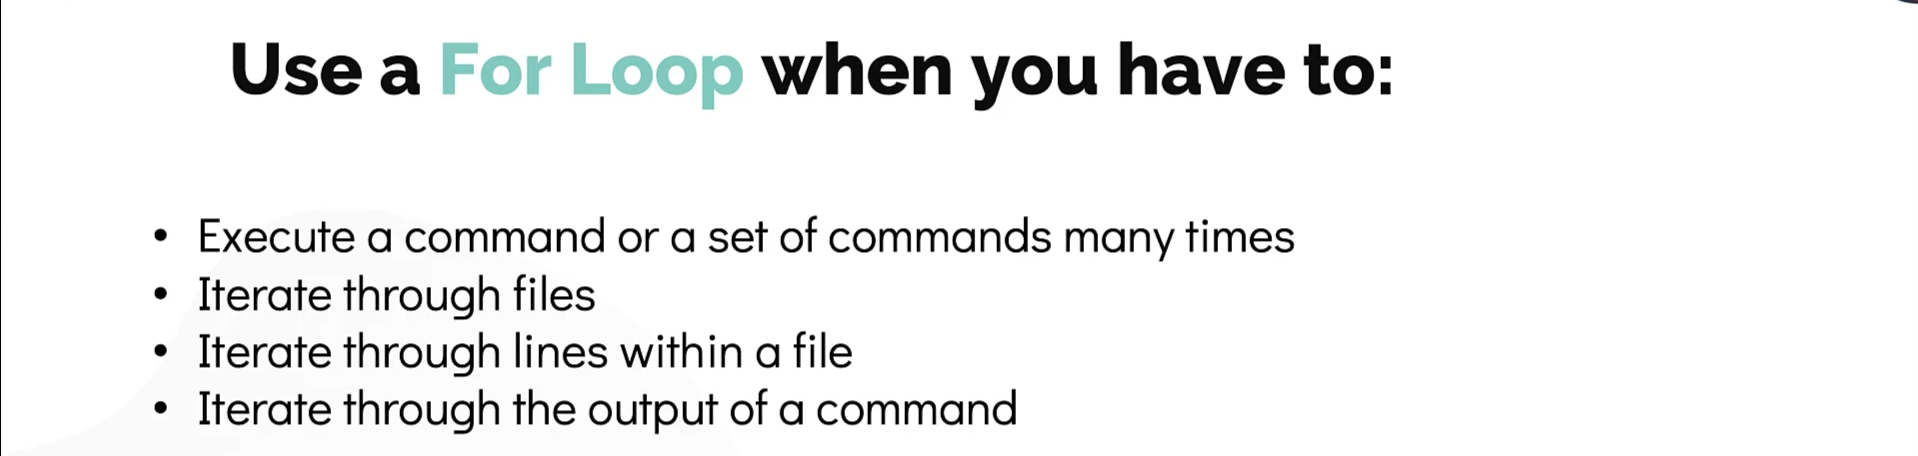 Use a For Loop when you have to:
• Execute a command or a set of commands many times
• Iterate through files
• Iterate through lines within a file
• Iterate through the output of a command